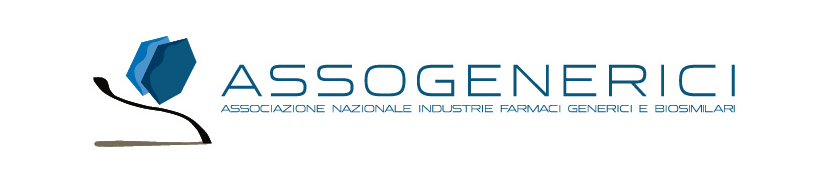 ASSOGENERICI
ASSOCIAZIONE NAZIONALE INDUSTRIE FARMACI GENERICI E BIOSIMILARI